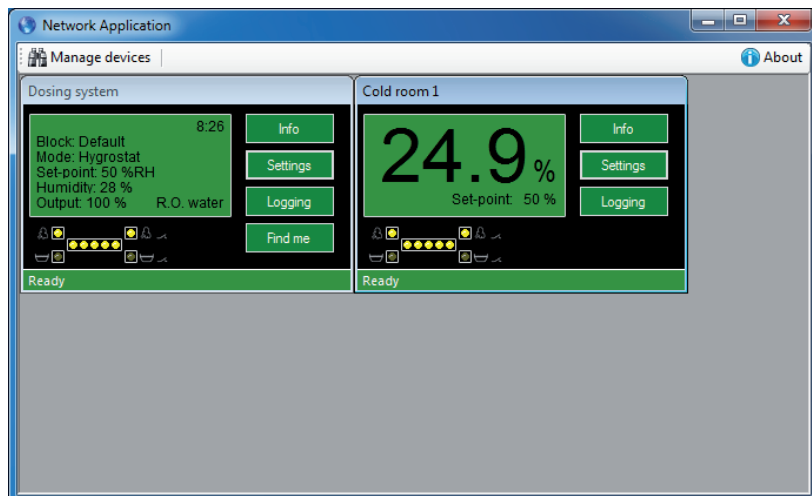 Network Application
Manage devices
About
Dosing system
8:26
Block: Default
Mode: Hygrostat
Set-point: 50 %RH
Humidity: 28 %
Output: 100 % R.O. water
Info
Settings
Logging
Find me
Ready
Cold room 1
24.9 %
Set-point: 50 %
Info
Settings
Logging
Ready